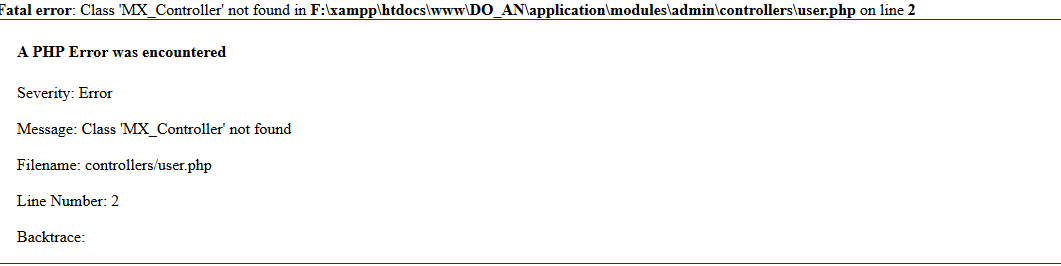 Fatal error: Class 'MX_Controller' not found in F:\xampp\htdocs\www\DO_AN\application\modules\admin\controllers\user.php on line 2
A PHP Error was encountered
Severity: Error
Message: Class 'MX_Controller' not found
Filename: controllers/user.php
Line Number: 2
Backtrace: